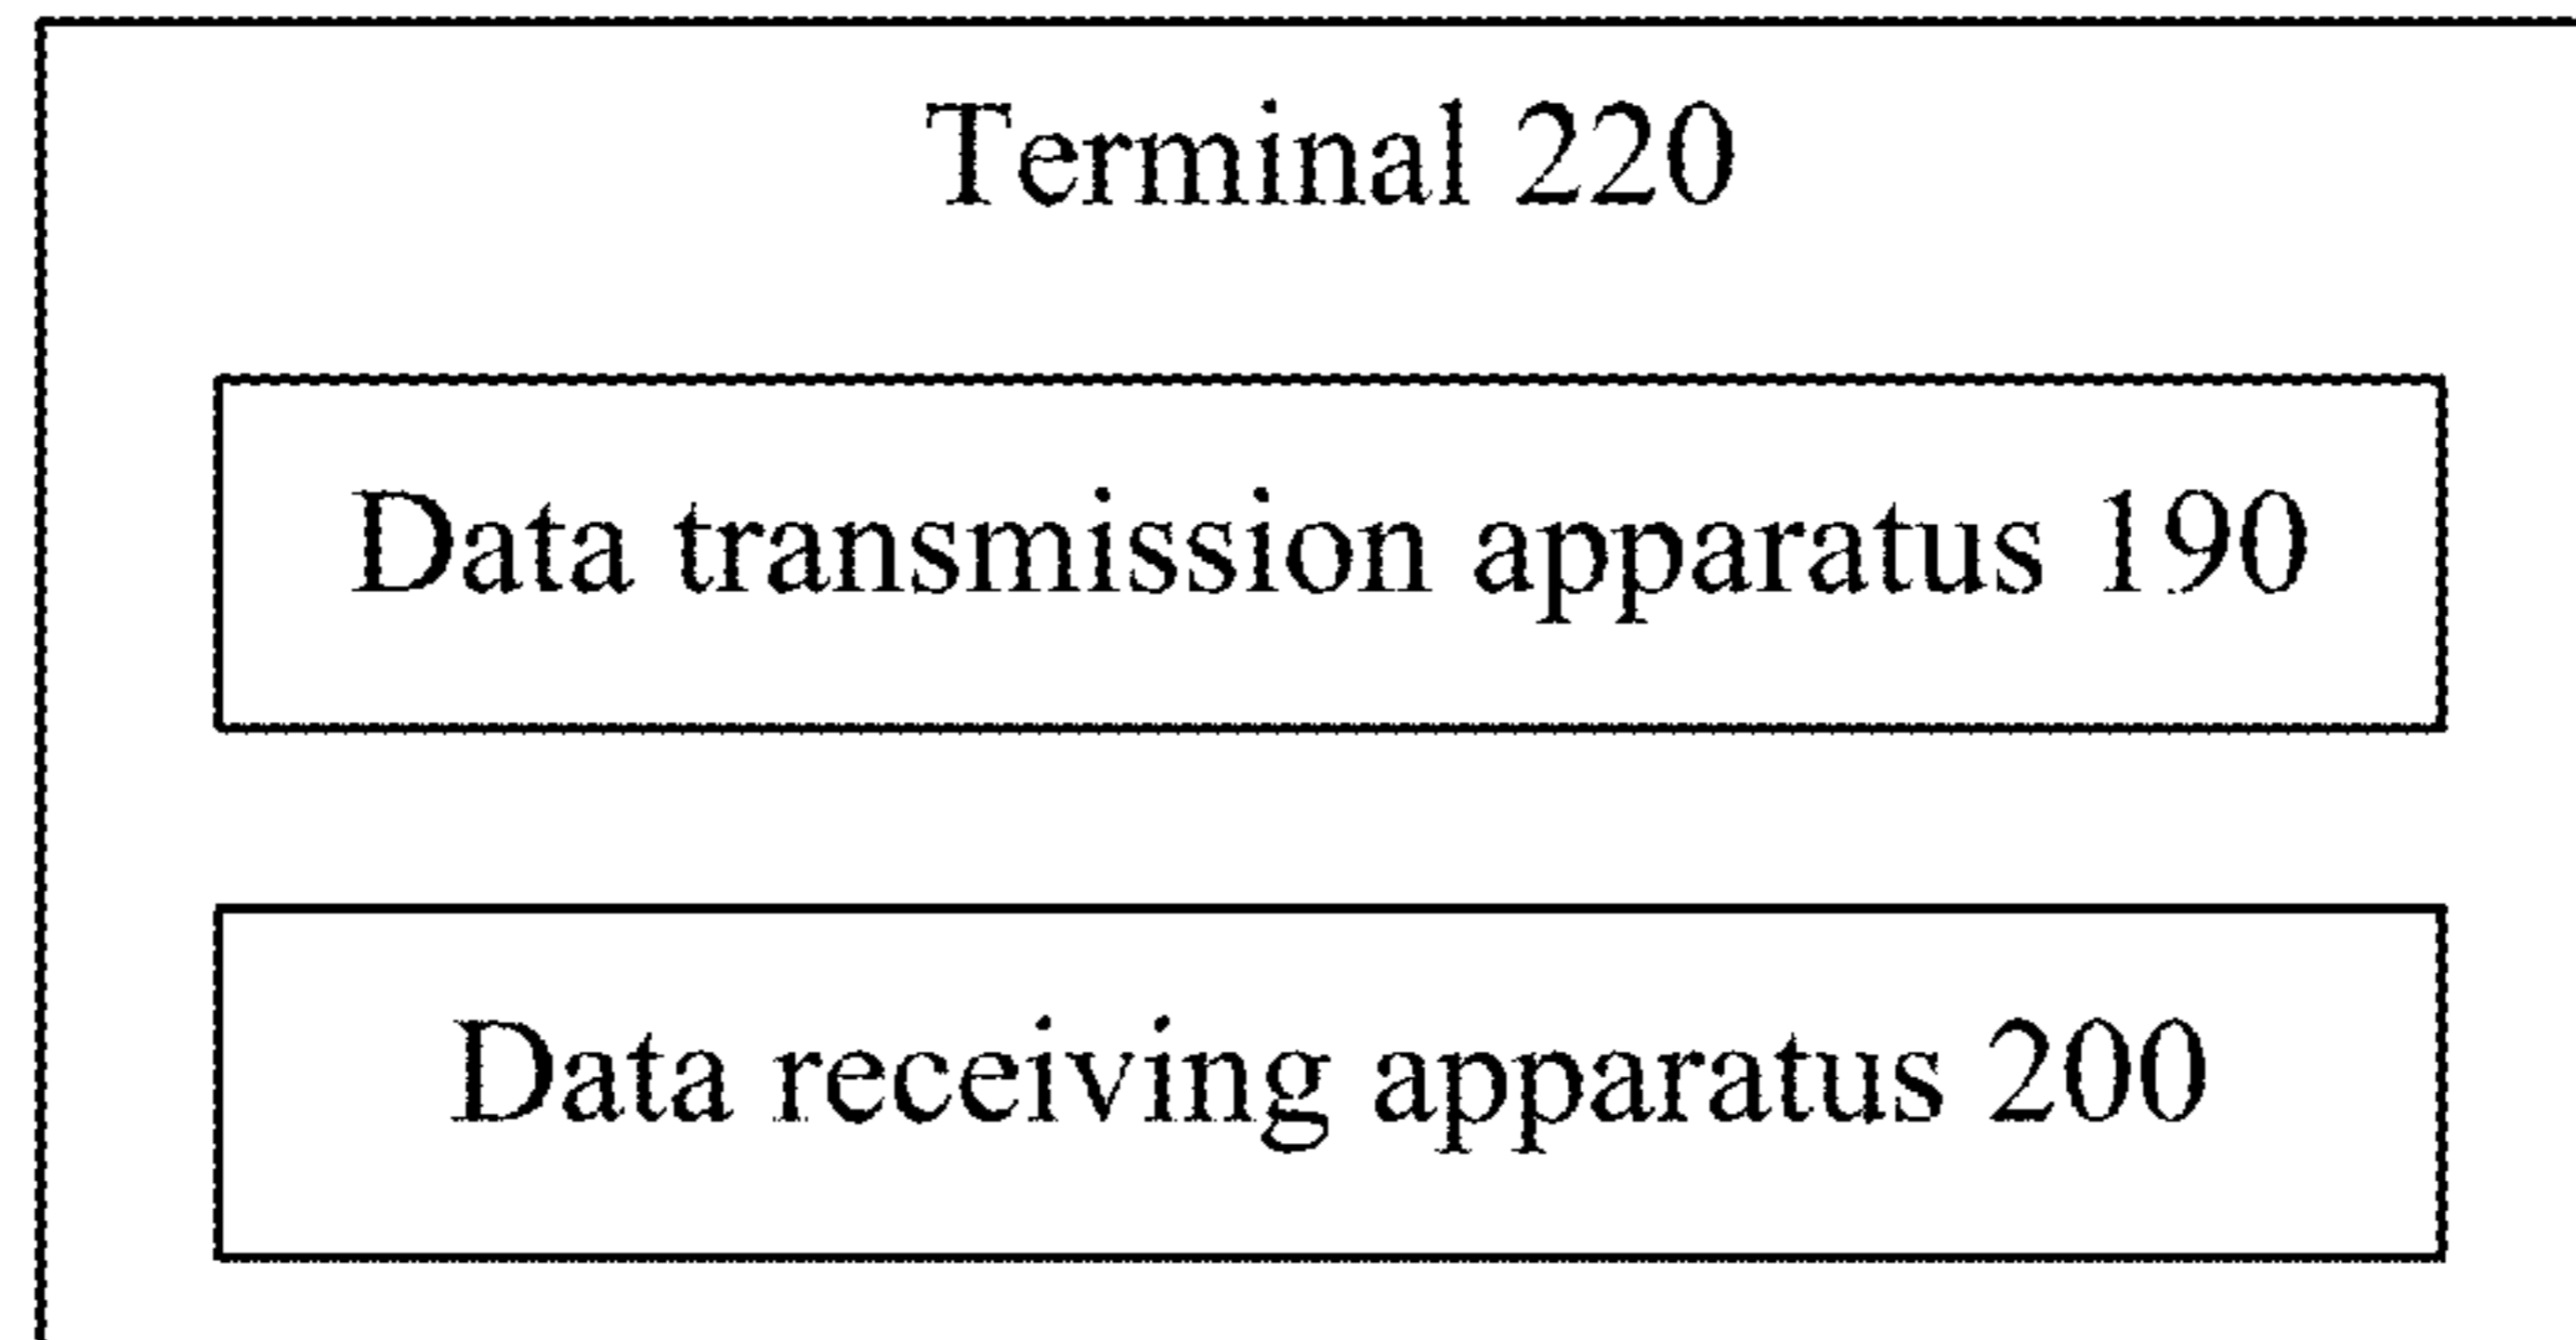 Terminal 220
Data transmission apparatus 190
Data receiving apparatus 200